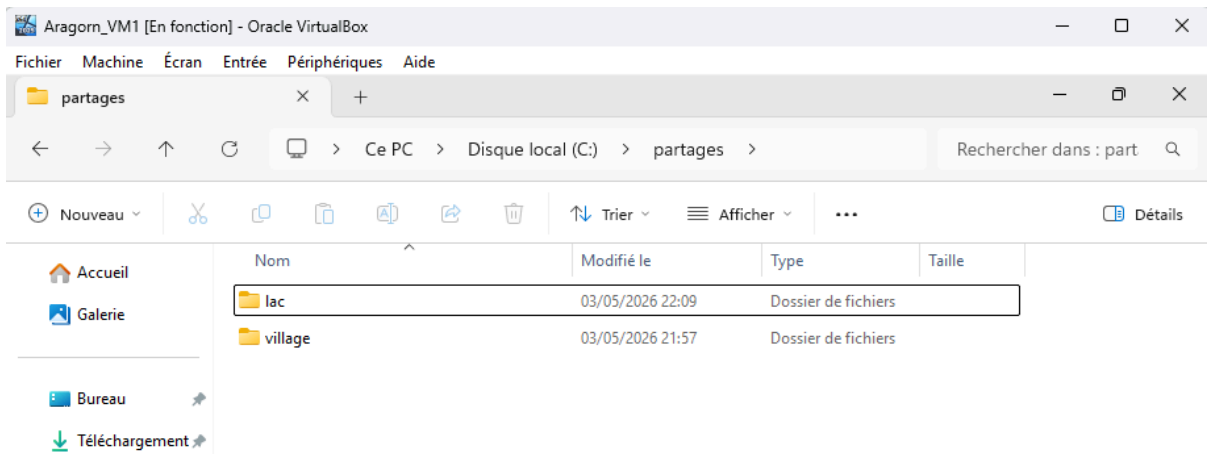 Aragorn_VM1 [En fonction] - Oracle VirtualBox
Fichier Machine Écran Entrée Périphériques Aide
partages
Ce PC > Disque local (C:) > partages >
Rechercher dans : part
Nouveau
Trier
Afficher
Détails
Nom Modifié le Type Taille
Accueil
lac 03/05/2026 22:09 Dossier de fichiers
Galerie
village 03/05/2026 21:57 Dossier de fichiers
Bureau
Téléchargement